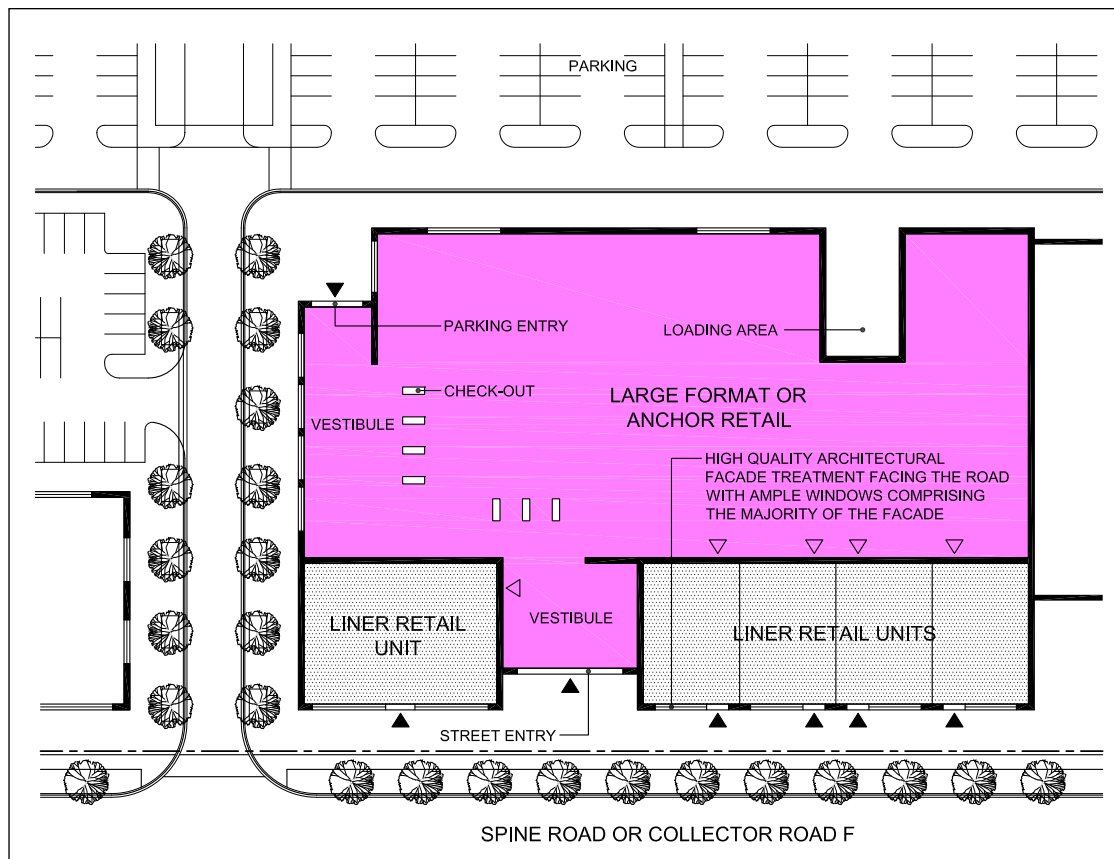 PARKING
PARKING ENTRY
LOADING AREA
CHECK-OUT
LARGE FORMAT OR
ANCHOR RETAIL
VESTIBULE
HIGH QUALITY ARCHITECTURAL
FACADE TREATMENT FACING THE ROAD
WITH AMPLE WINDOWS COMPRISING
THE MAJORITY OF THE FACADE
LINER RETAIL
UNIT
VESTIBULE
LINER RETAIL UNITS
STREET ENTRY
SPINE ROAD OR COLLECTOR ROAD F